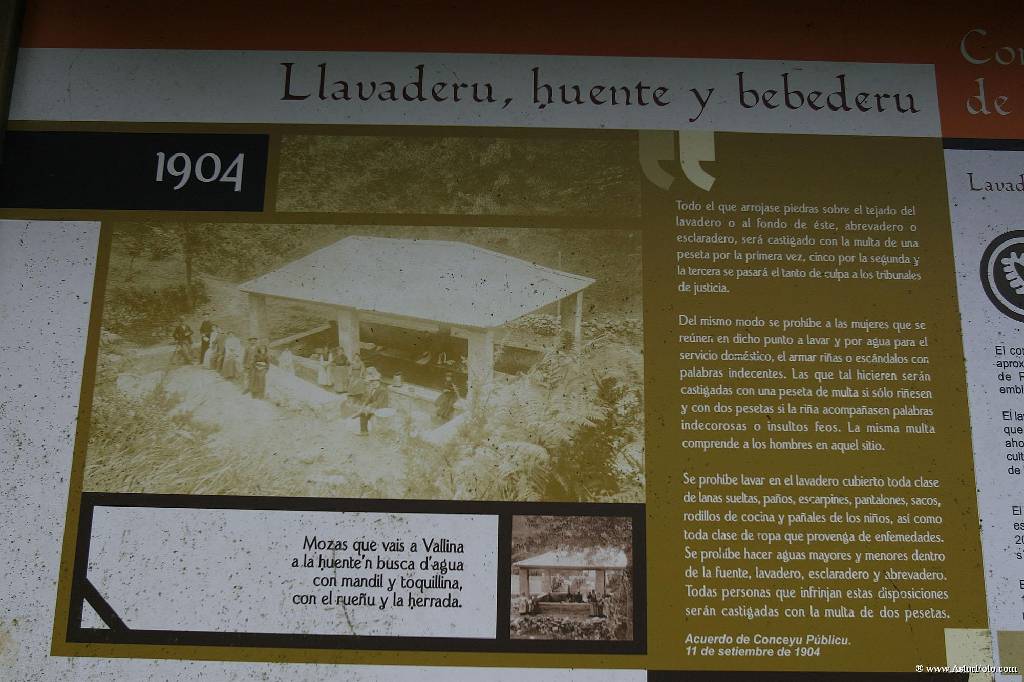 Llavaderu, ḥuente y bebederu
1904
Todo el que arrojase piedras sobre el tejado del
lavadero o al fondo de éste, abrevadero o
esclaradero, será castigado con la multa de una
peseta por la primera vez, cinco por la segunda y
la tercera se pasará el tanto de culpa a los tribunales
de justicia.
Del mismo modo se prohibe a las mujeres que se
reúnen en dicho punto a lavar y por agua para el
servicio doméstico, el armar riñas o escándalos con
palabras indecentes. Las que tal hicieren serán
castigadas con una peseta de multa si sólo riñesen
y con dos pesetas si la riña acompañasen palabras
indecorosas o insultos feos. La misma multa
comprende a los hombres en aquel sitio.
Se prohibe lavar en el lavadero cubierto toda clase
de lanas sueltas, paños, escarpines, pantalones, sacos,
rodillos de cocina y pañales de los niños, así como
toda clase de ropa que provenga de enfemedades.
Se prohibe hacer aguas mayores y menores dentro
de la fuente, lavadero, esclaradero y abrevadero.
Todas personas que infrinjan estas disposiciones
serán castigadas con la multa de dos pesetas.
Acuerdo de Conceyu Públicu.
11 de setiembre de 1904
Mozas que vais a Vallina
a la ḥuente'n busca d'agua
con mandil y toquillina,
con el rueñu y la herrada.
de
El
© www.Asturfoto.com